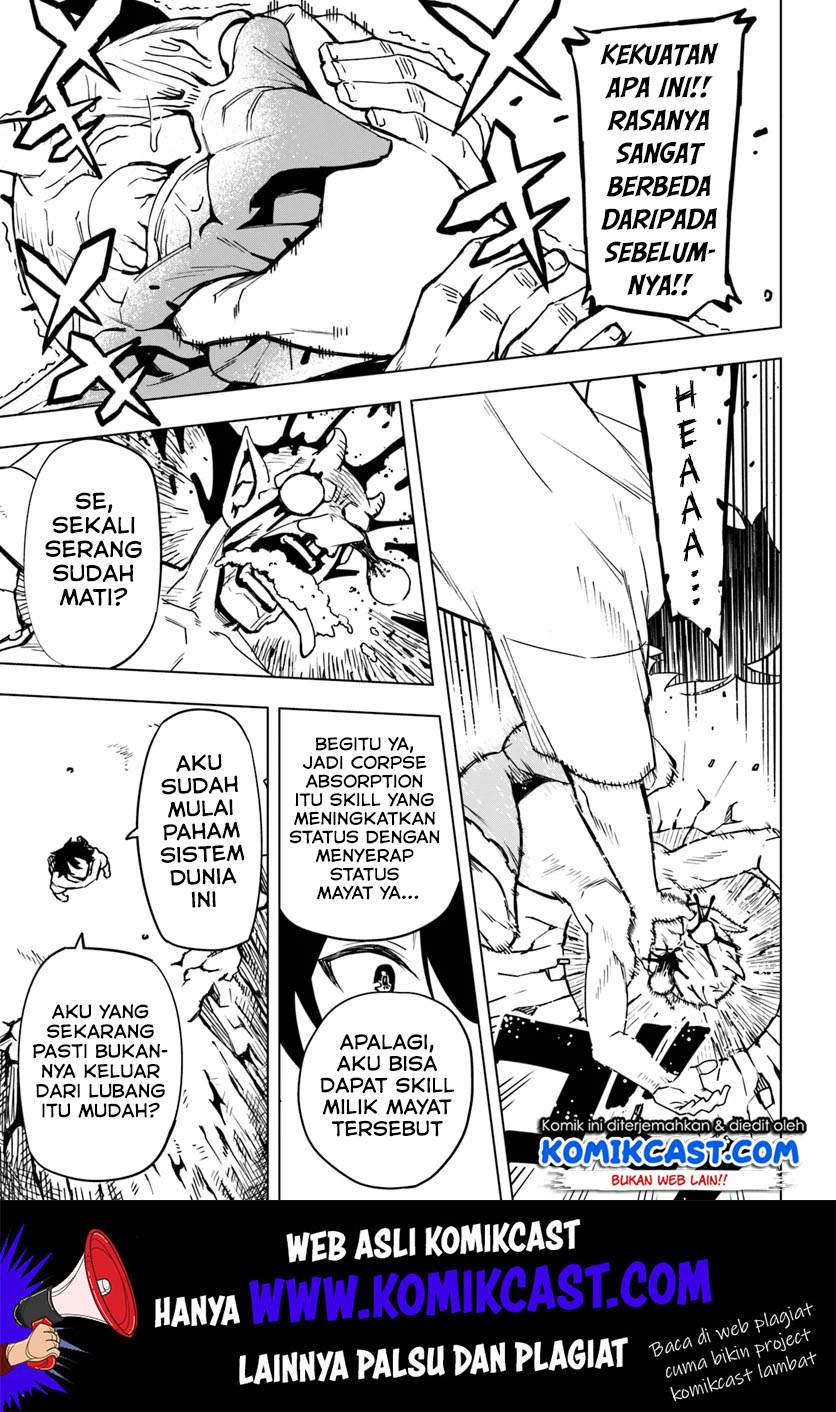 KEKUATAN
APA INI!!
RASANYA
SANGAT
BERBEDA
DARIPADA
SEBELUM-
NYA!!
HEAAA...
SE,
SEKALI
SERANG
SUDAH
MATI?
BEGITU YA,
JADI CORPSE
ABSORPTION
ITU SKILL YANG
MENINGKATKAN
STATUS DENGAN
MENYERAP
STATUS
MAYAT YA...
APALAGI,
AKU BISA
DAPAT SKILL
MILIK MAYAT
TERSEBUT
AKU
SUDAH
MULAI
PAHAM
SISTEM
DUNIA
INI
AKU YANG
SEKARANG
PASTI BUKAN-
NYA KELUAR
DARI LUBANG
ITU MUDAH?
Komik ini diterjemahkan & diedit oleh
KOMIKCAST.COM
BUKAN WEB LAIN!!
WEB ASLI KOMIKCAST
HANYA WWW.KOMIKCAST.COM
LAINNYA PALSU DAN PLAGIAT
Baca di web plagiat
cuma bikin project
komikcast lambat